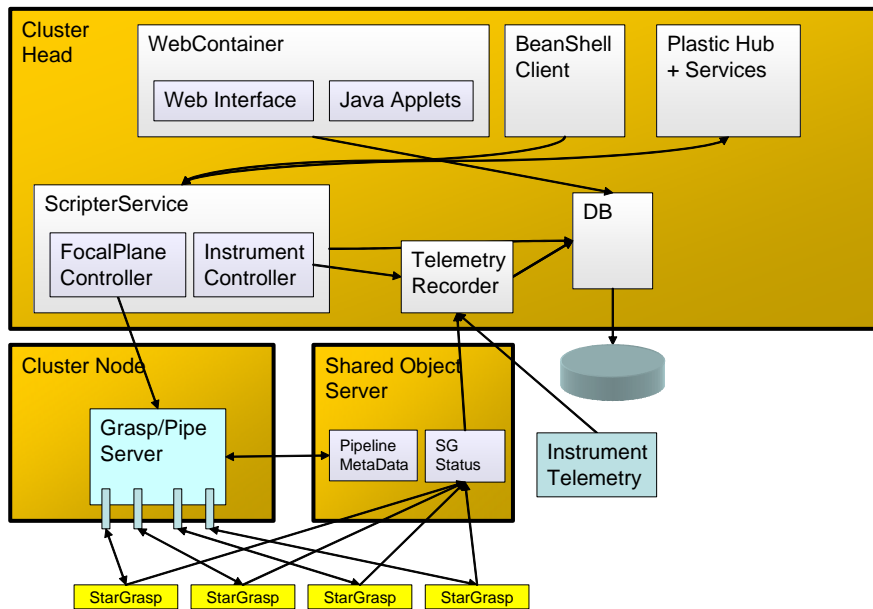 Cluster
Head
WebContainer
Web Interface
Java Applets
BeanShell
Client
Plastic Hub
+ Services
ScripterService
FocalPlane
Controller
Instrument
Controller
Telemetry
Recorder
DB
Cluster Node
Grasp/Pipe
Server
Shared Object
Server
Pipeline
MetaData
SG
Status
Instrument
Telemetry
StarGrasp
StarGrasp
StarGrasp
StarGrasp